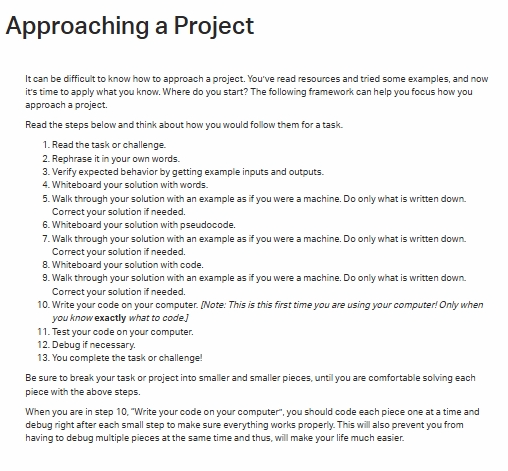 Approaching a Project
It can be difficult to know how to approach a project. You've read resources and tried some examples, and now
it's time to apply what you know. Where do you start? The following framework can help you focus how you
approach a project.
Read the steps below and think about how you would follow them for a task.
1. Read the task or challenge.
2. Rephrase it in your own words.
3. Verify expected behavior by getting example inputs and outputs.
4. Whiteboard your solution with words.
5. Walk through your solution with an example as if you were a machine. Do only what is written down.
Correct your solution if needed.
6. Whiteboard your solution with pseudocode.
7. Walk through your solution with an example as if you were a machine. Do only what is written down.
Correct your solution if needed.
8. Whiteboard your solution with code.
9. Walk through your solution with an example as if you were a machine. Do only what is written down.
Correct your solution if needed.
10. Write your code on your computer. [Note: This is this first time you are using your computer! Only when
you know exactly what to code.]
11. Test your code on your computer.
12. Debug if necessary.
13. You complete the task or challenge!
Be sure to break your task or project into smaller and smaller pieces, until you are comfortable solving each
piece with the above steps.
When you are in step 10, "Write your code on your computer", you should code each piece one at a time and
debug right after each small step to make sure everything works properly. This will also prevent you from
having to debug multiple pieces at the same time and thus, will make your life much easier.